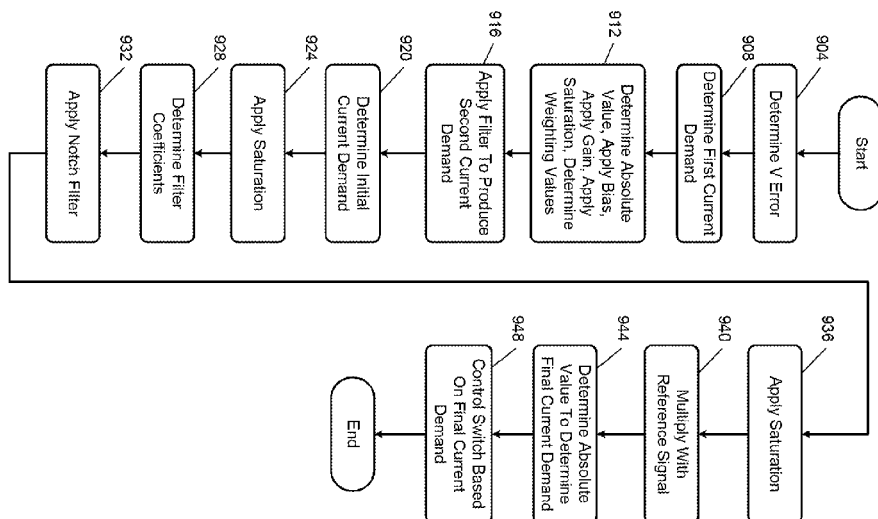 Start
904
Determine V Error
908
Determine First Current
Demand
912
Determine Absolute
Value, Apply Bias,
Apply Gain, Apply
Saturation, Determine
Weighting Values
916
Apply Filter To Produce
Second Current
Demand
920
Determine Initial
Current Demand
924
Apply Saturation
928
Determine Filter
Coefficients
932
Apply Notch Filter
936
Apply Saturation
940
Multiply With
Reference Signal
944
Determine Absolute
Value To Determine
Final Current Demand
948
Control Switch Based
On Final Current
Demand
End